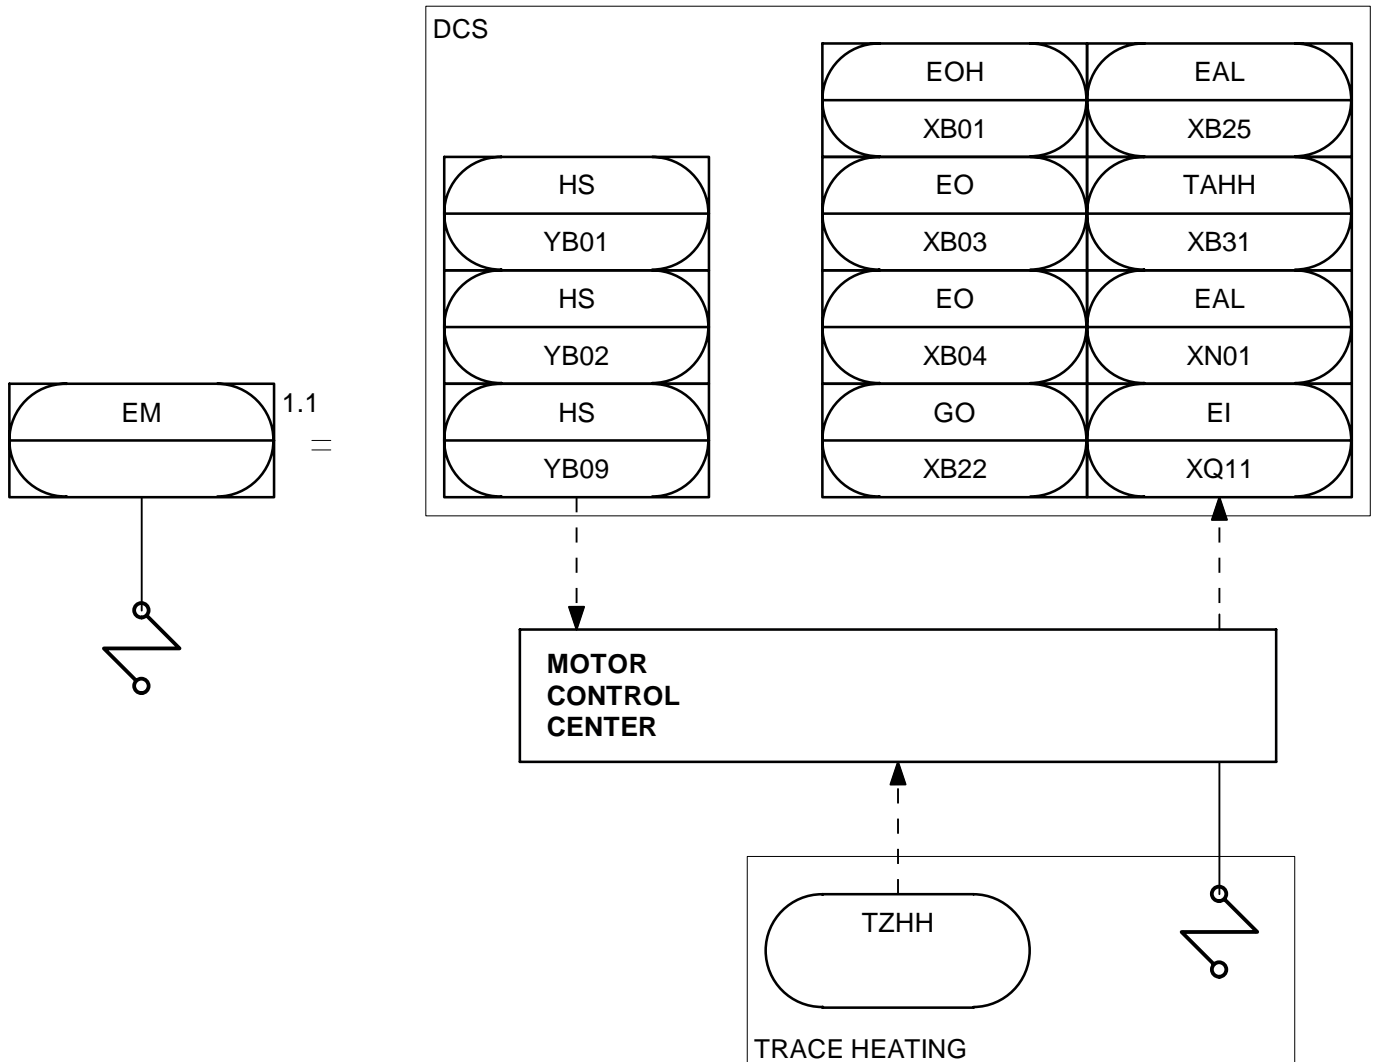 DCS
EOH
EAL
XB01
XB25
HS
EO
TAHH
YB01
XB03
XB31
HS
EO
EAL
YB02
XB04
XN01
EM
1.1
HS
GO
EI
=
YB09
XB22
XQ11
MOTOR
CONTROL
CENTER
TZHH
TRACE HEATING